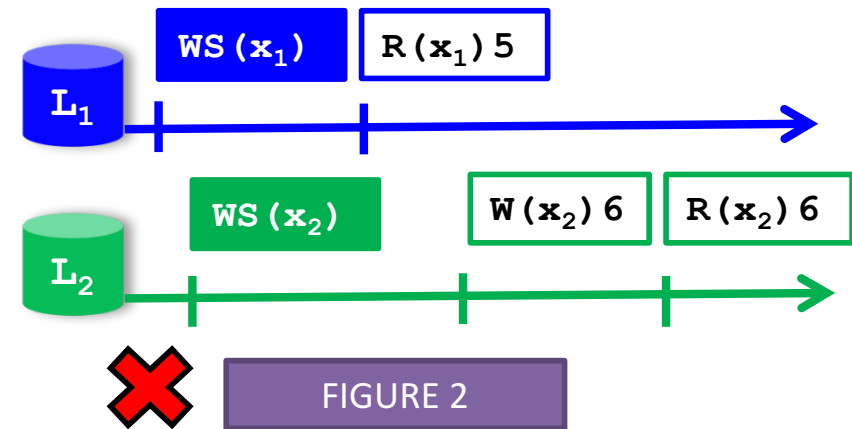 WS(x₁) R(x₁)5
L₁
WS(x₂) W(x₂)6 R(x₂)6
L₂
FIGURE 2